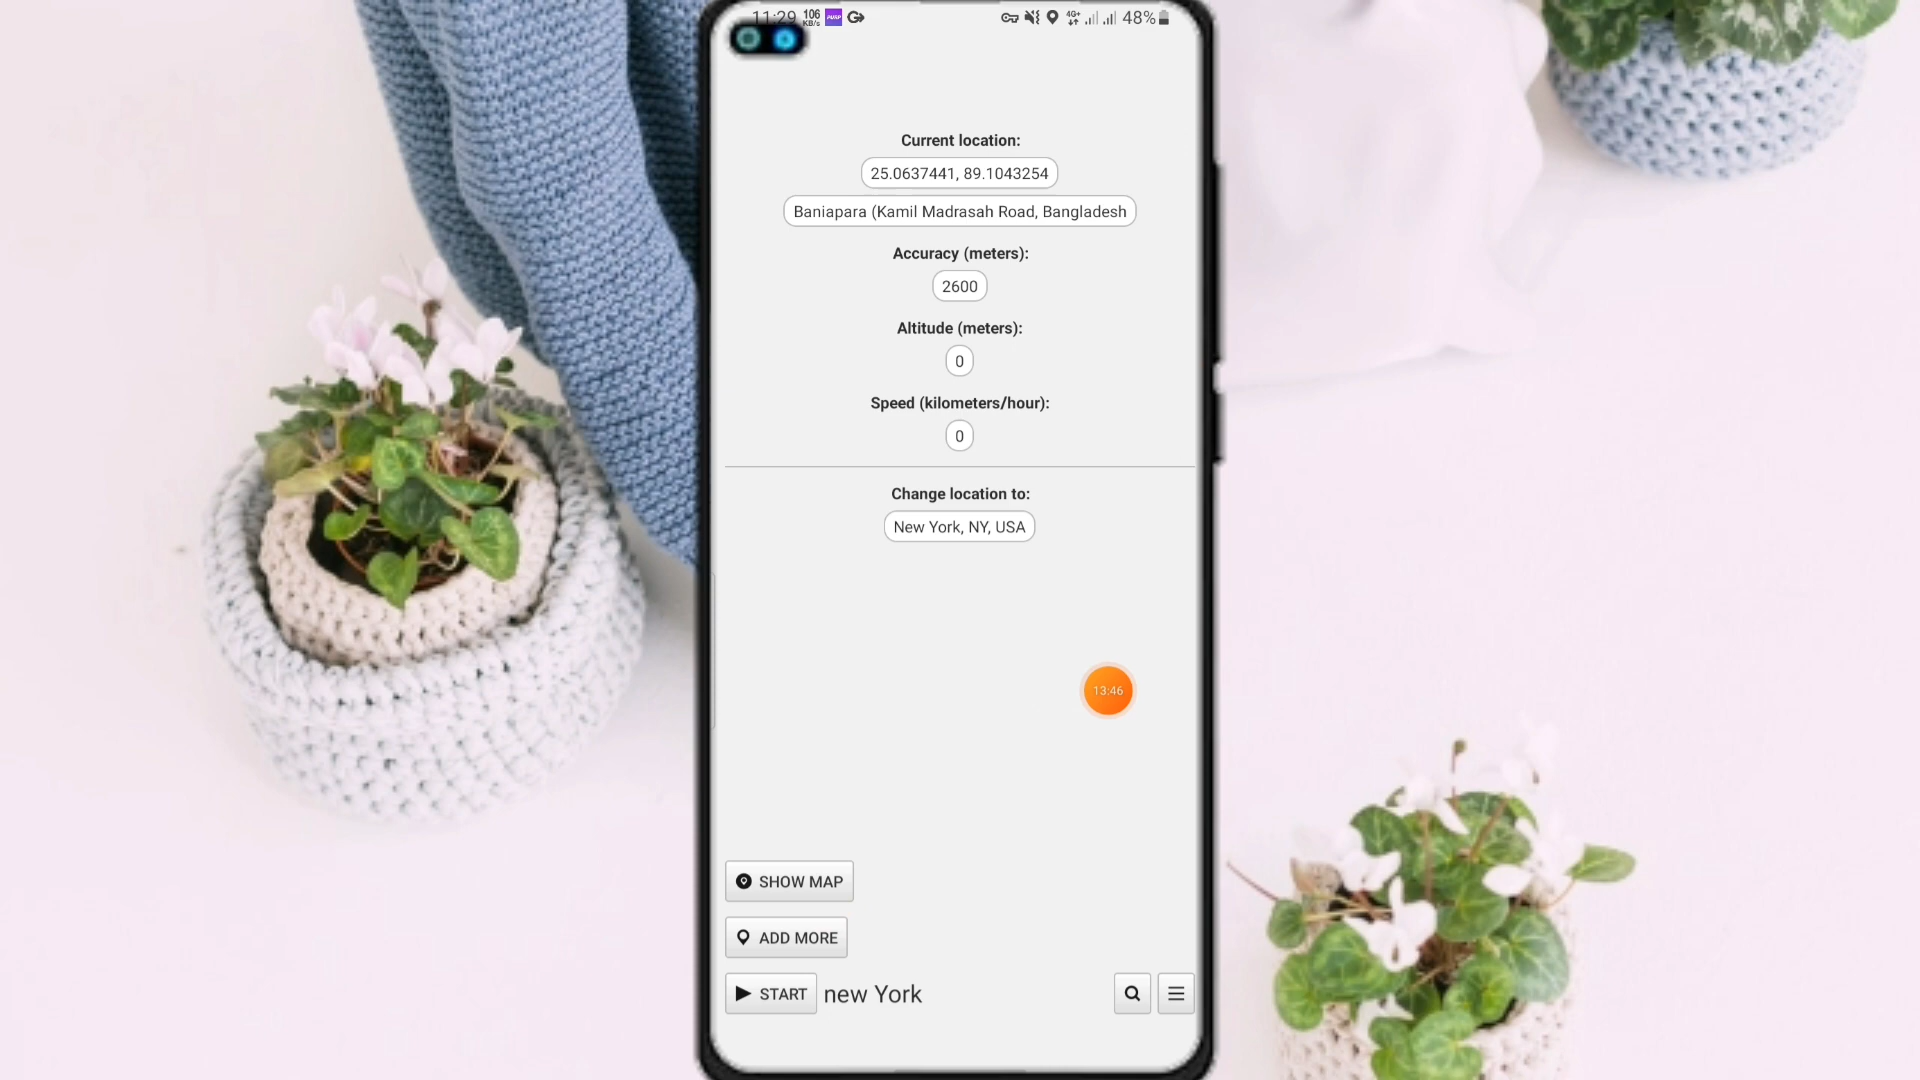 11:29 106 KB/s PURP G 4G+ 48%
Current location:
25.0637441, 89.1043254
Baniapara (Kamil Madrasah Road, Bangladesh
Accuracy (meters):
2600
Altitude (meters):
0
Speed (kilometers/hour):
0
Change location to:
New York, NY, USA
13:46
SHOW MAP
ADD MORE
START new York